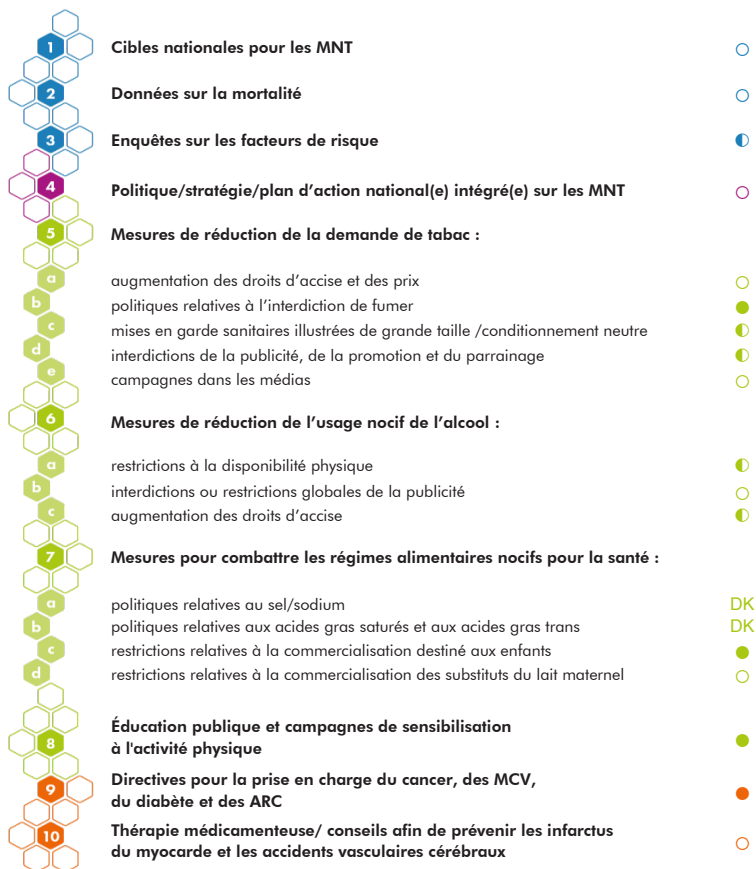 1 Cibles nationales pour les MNT ○
2 Données sur la mortalité ○
3 Enquêtes sur les facteurs de risque ◐
4 Politique/stratégie/plan d’action national(e) intégré(e) sur les MNT ○
5 Mesures de réduction de la demande de tabac :
a augmentation des droits d’accise et des prix ○
b politiques relatives à l’interdiction de fumer ●
c mises en garde sanitaires illustrées de grande taille /conditionnement neutre ◐
d interdictions de la publicité, de la promotion et du parrainage ◐
e campagnes dans les médias ○
6 Mesures de réduction de l’usage nocif de l’alcool :
a restrictions à la disponibilité physique ◐
b interdictions ou restrictions globales de la publicité ○
c augmentation des droits d’accise ◐
7 Mesures pour combattre les régimes alimentaires nocifs pour la santé :
a politiques relatives au sel/sodium DK
b politiques relatives aux acides gras saturés et aux acides gras trans DK
c restrictions relatives à la commercialisation destiné aux enfants ●
d restrictions relatives à la commercialisation des substituts du lait maternel ○
8 Éducation publique et campagnes de sensibilisation
à l'activité physique ●
9 Directives pour la prise en charge du cancer, des MCV,
du diabète et des ARC ●
10 Thérapie médicamenteuse/ conseils afin de prévenir les infarctus
du myocarde et les accidents vasculaires cérébraux ○